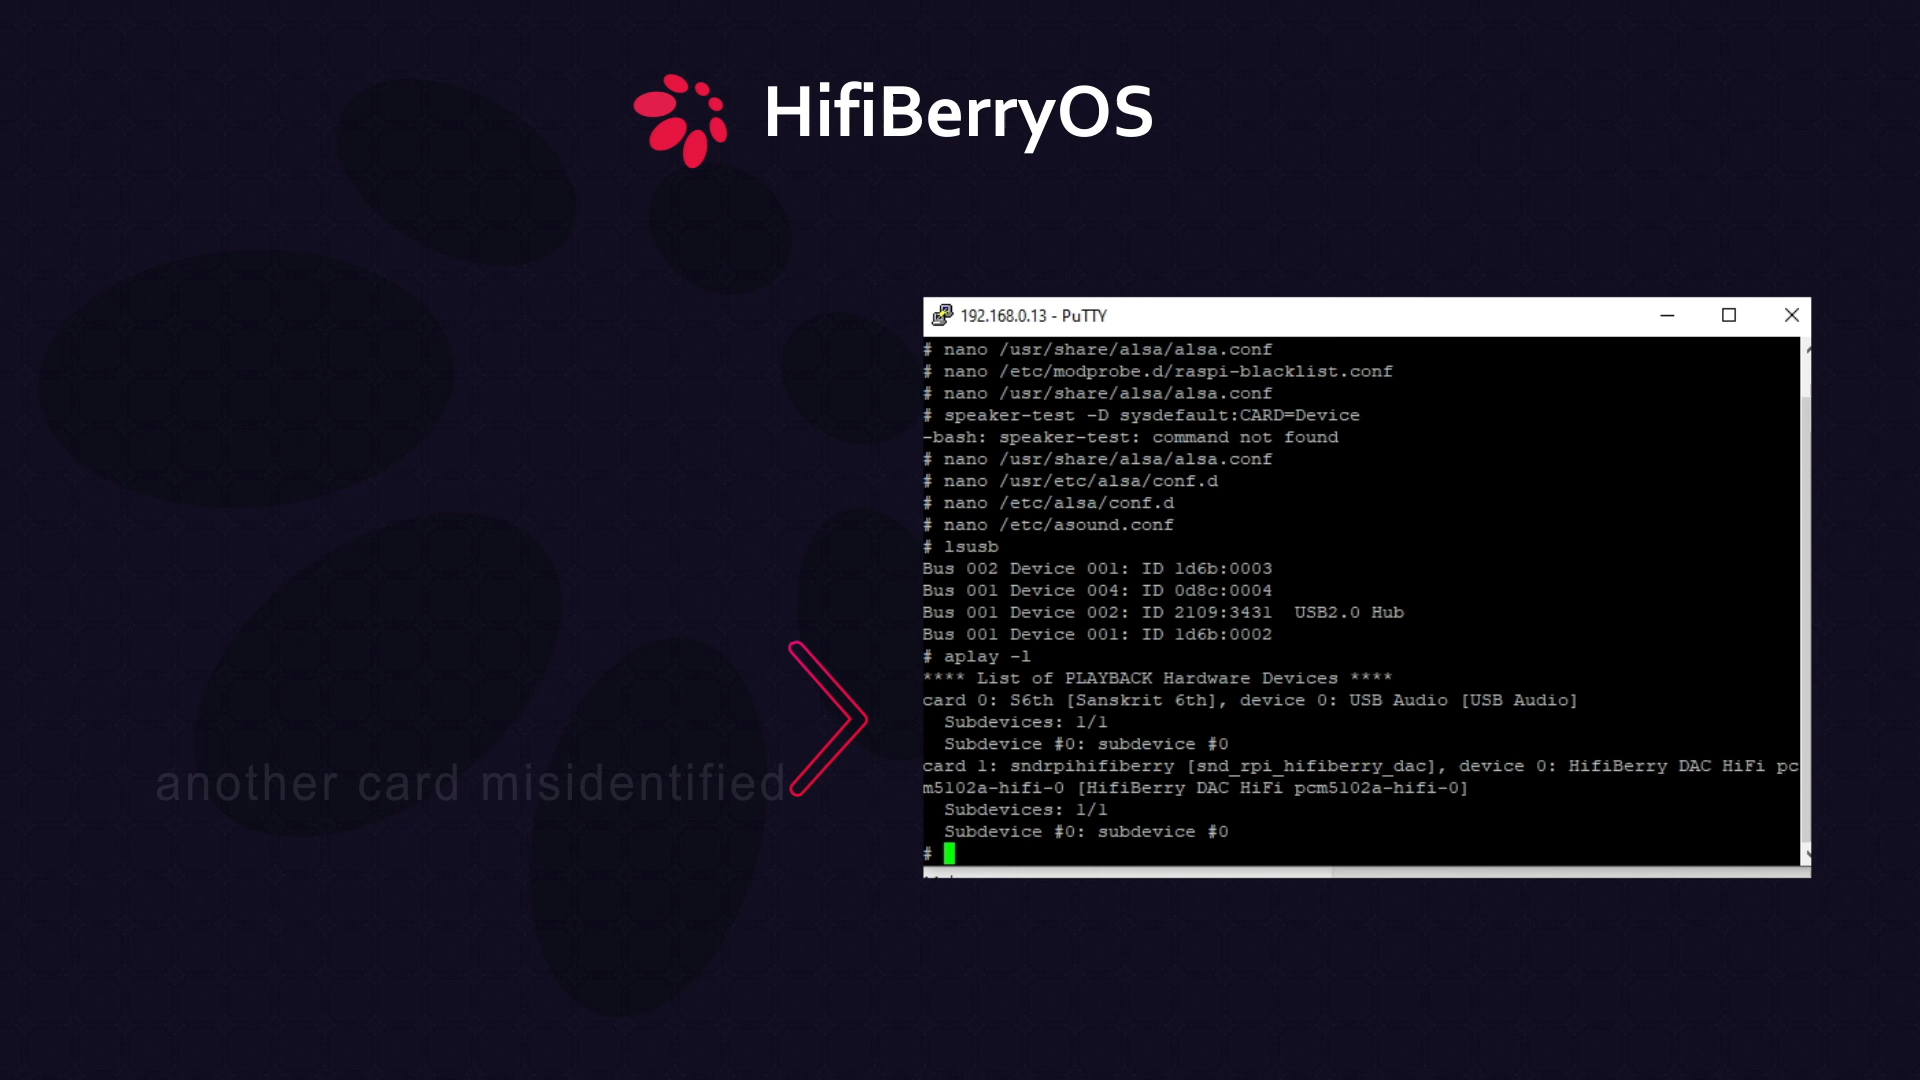 HifiBerryOS
192.168.0.13 - PuTTY
# nano /usr/share/alsa/alsa.conf
# nano /etc/modprobe.d/raspi-blacklist.conf
# nano /usr/share/alsa/alsa.conf
# speaker-test -D sysdefault:CARD=Device
-bash: speaker-test: command not found
# nano /usr/share/alsa/alsa.conf
# nano /usr/etc/alsa/conf.d
# nano /etc/alsa/conf.d
# nano /etc/asound.conf
# lsusb
Bus 002 Device 001: ID 1d6b:0003
Bus 001 Device 004: ID 0d8c:0004
Bus 001 Device 002: ID 2109:3431  USB2.0 Hub
Bus 001 Device 001: ID 1d6b:0002
# aplay -l
**** List of PLAYBACK Hardware Devices ****
card 0: S6th [Sanskrit 6th], device 0: USB Audio [USB Audio]
  Subdevices: 1/1
  Subdevice #0: subdevice #0
card 1: sndrpihifiberry [snd_rpi_hifiberry_dac], device 0: HifiBerry DAC HiFi pc
m5102a-hifi-0 [HifiBerry DAC HiFi pcm5102a-hifi-0]
  Subdevices: 1/1
  Subdevice #0: subdevice #0
#
another card misidentified